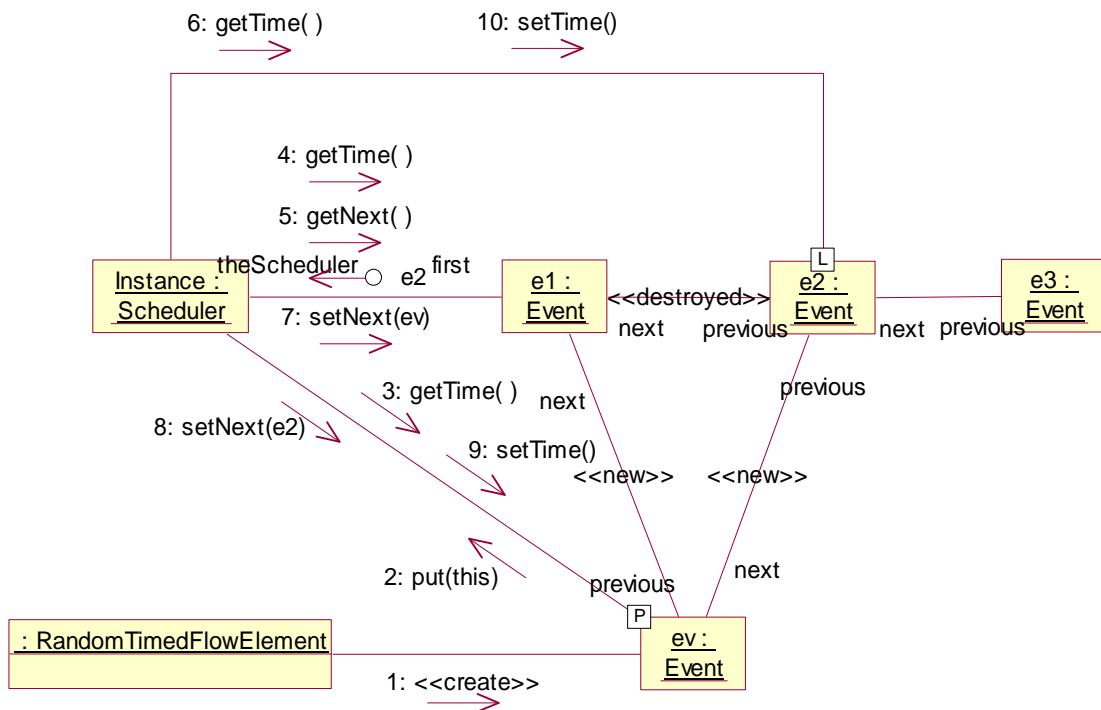 6: getTime( )
10: setTime()
4: getTime( )
5: getNext( )
theScheduler
e2
first
L
Instance :
Scheduler
e1 :
Event
<<destroyed>>
e2 :
Event
e3 :
Event
7: setNext(ev)
next
previous
next
previous
3: getTime( )
next
previous
8: setNext(e2)
9: setTime()
<<new>>
<<new>>
2: put(this)
previous
next
P
: RandomTimedFlowElement
ev :
Event
1: <<create>>